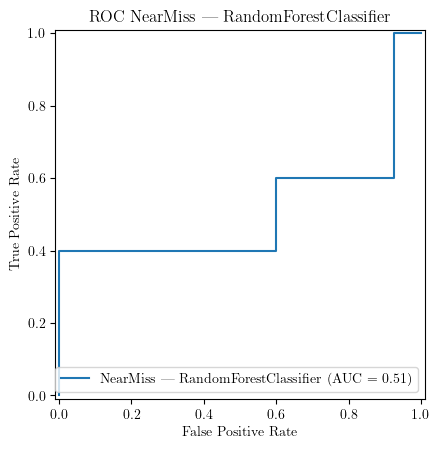 ROC NearMiss — RandomForestClassifier
True Positive Rate
1.0
0.8
0.6
0.4
0.2
0.0
NearMiss — RandomForestClassifier (AUC = 0.51)
0.0 0.2 0.4 0.6 0.8 1.0
False Positive Rate